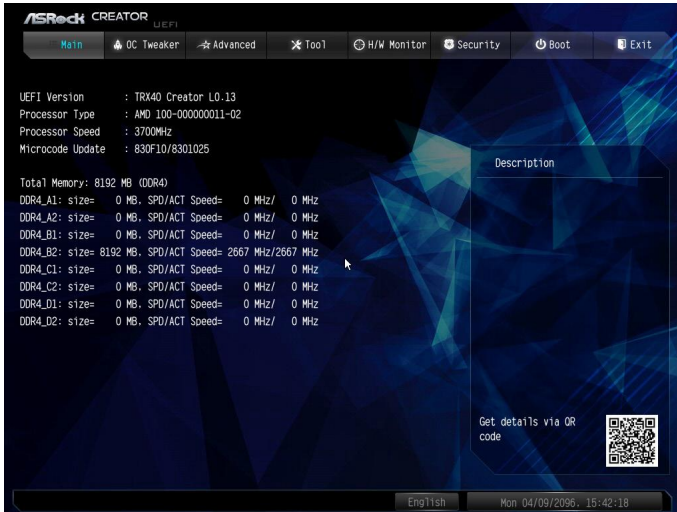 ASRock CREATOR UEFI
Main OC Tweaker Advanced Tool H/W Monitor Security Boot Exit
UEFI Version : TRX40 Creator L0.13
Processor Type : AMD 100-000000011-02
Processor Speed : 3700MHz
Microcode Update : 830F10/8301025
Description
Total Memory: 8192 MB (DDR4)
DDR4_A1: size= 0 MB. SPD/ACT Speed= 0 MHz/ 0 MHz
DDR4_A2: size= 0 MB. SPD/ACT Speed= 0 MHz/ 0 MHz
DDR4_B1: size= 0 MB. SPD/ACT Speed= 0 MHz/ 0 MHz
DDR4_B2: size= 8192 MB. SPD/ACT Speed= 2667 MHz/2667 MHz
DDR4_C1: size= 0 MB. SPD/ACT Speed= 0 MHz/ 0 MHz
DDR4_C2: size= 0 MB. SPD/ACT Speed= 0 MHz/ 0 MHz
DDR4_D1: size= 0 MB. SPD/ACT Speed= 0 MHz/ 0 MHz
DDR4_D2: size= 0 MB. SPD/ACT Speed= 0 MHz/ 0 MHz
Get details via QR
code
English Mon 04/09/2096. 15:42:18